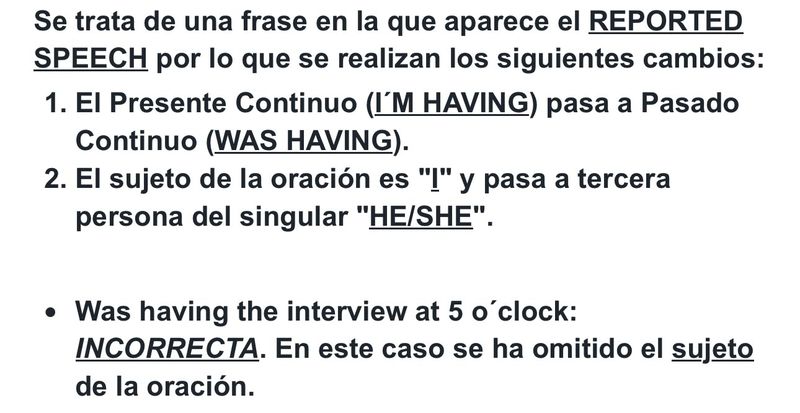 Se trata de una frase en la que aparece el REPORTED
SPEECH por lo que se realizan los siguientes cambios:
1. El Presente Continuo (I´M HAVING) pasa a Pasado
Continuo (WAS HAVING).
2. El sujeto de la oración es "I" y pasa a tercera
persona del singular "HE/SHE".
• Was having the interview at 5 o´clock:
INCORRECTA. En este caso se ha omitido el sujeto
de la oración.